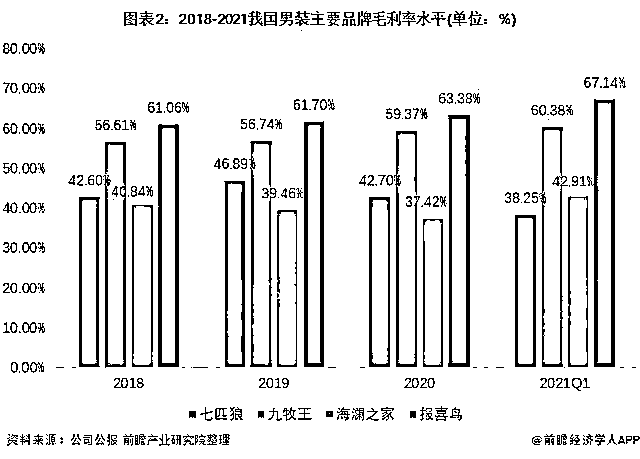 图表2：2018-2021我国男装主要品牌毛利率水平(单位：%)
80.00%
70.00%
60.00%
50.00%
40.00%
30.00%
20.00%
10.00%
0.00%
42.60% 56.61% 40.84% 61.06%
46.89% 56.74% 39.46% 61.70%
42.70% 59.37% 37.42% 63.38%
38.25% 60.38% 42.91% 67.14%
2018 2019 2020 2021Q1
七匹狼 九牧王 海澜之家 报喜鸟
资料来源：公司公报 前瞻产业研究院整理 @前瞻经济学人APP